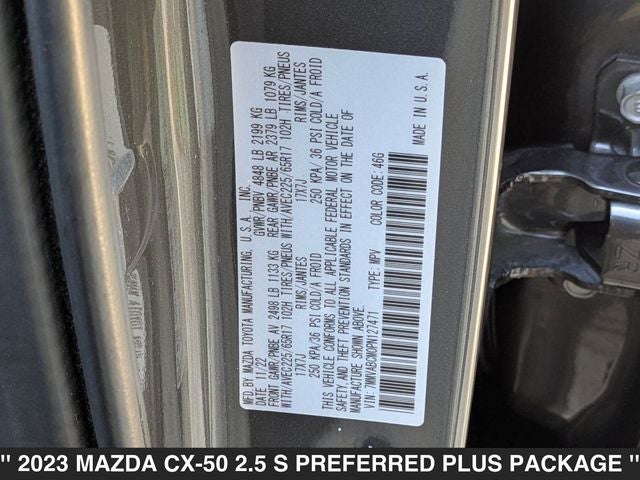 MFD. BY MAZDA TOYOTA MANUFACTURING, U.S.A. INC.
DATE 11/22 GVWR/PNBV 4848 LB 2199 KG
FRONT GAWR/PNBE AV 2498 LB 1133 KG REAR GAWR/PNBE AR 2379 LB 1079 KG
WITH/AVEC225/65R17 102H TIRES/PNEUS WITH/AVEC225/65R17 102H TIRES/PNEUS
17X7J RIMS/JANTES 17X7J RIMS/JANTES
250 KPA/ 36 PSI COLD/A FROID 250 KPA/ 36 PSI COLD/A FROID
THIS VEHICLE CONFORMS TO ALL APPLICABLE FEDERAL MOTOR VEHICLE
SAFETY AND THEFT PREVENTION STANDARDS IN EFFECT ON THE DATE OF
MANUFACTURE SHOWN ABOVE.
VIN: 7MMVABCM0PN127471 TYPE: MPV COLOR CODE: 46G
MADE IN U.S.A.
" 2023 MAZDA CX-50 2.5 S PREFERRED PLUS PACKAGE "